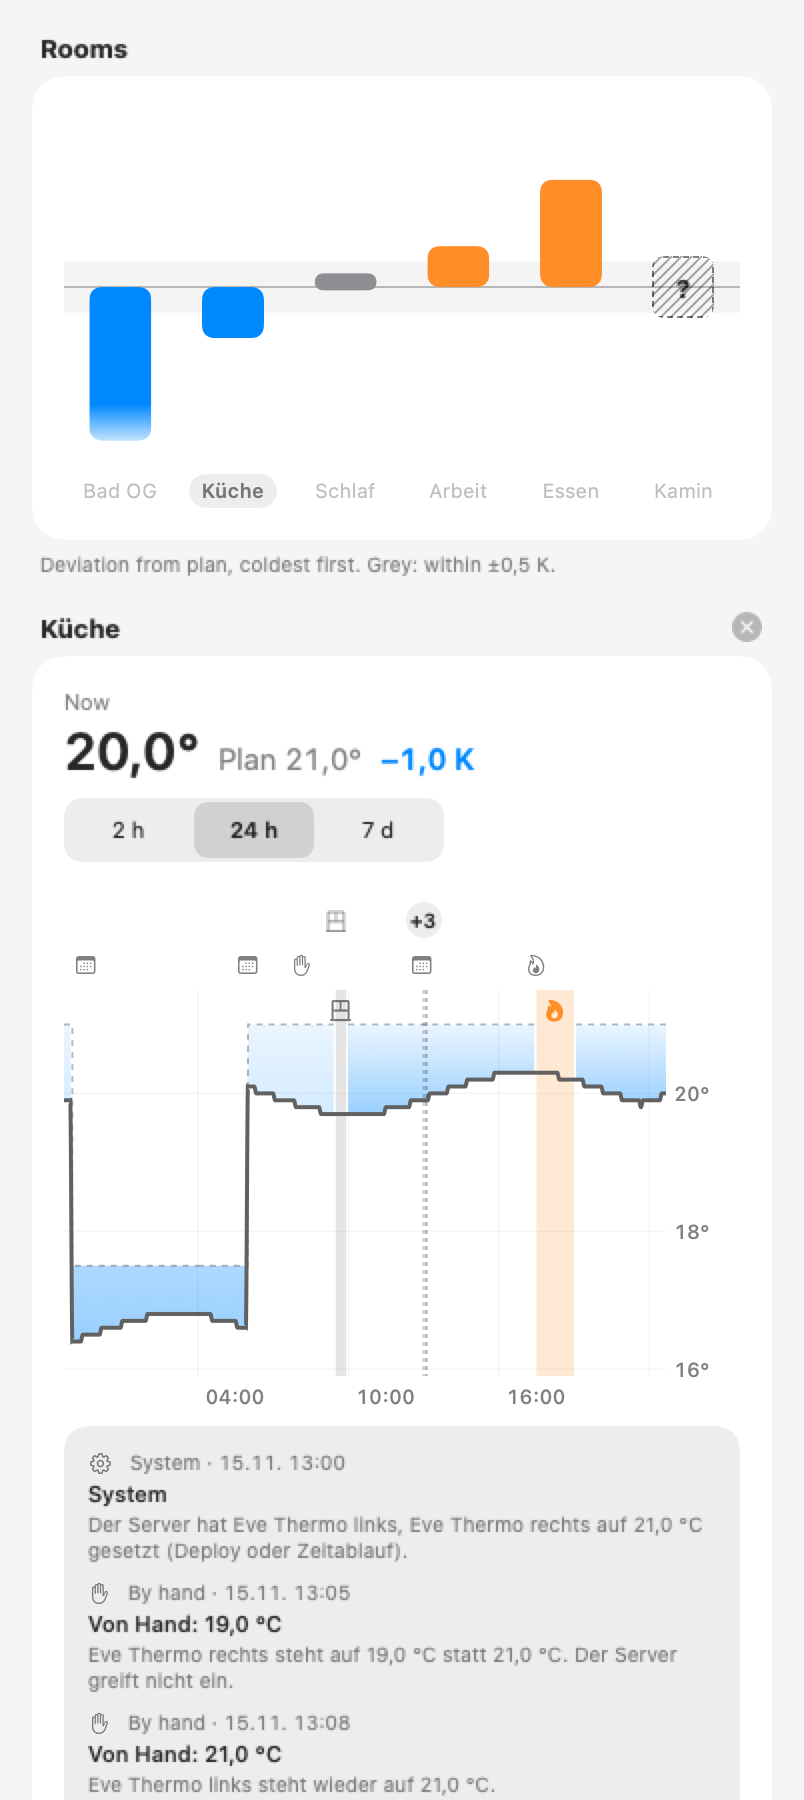 Rooms
?
Bad OG Küche Schlaf Arbeit Essen Kamin
Deviation from plan, coldest first. Grey: within ±0,5 K.
Küche
Now
20,0° Plan 21,0° −1,0 K
2 h 24 h 7 d
+3
20°
18°
16°
04:00 10:00 16:00
System · 15.11. 13:00
System
Der Server hat Eve Thermo links, Eve Thermo rechts auf 21,0 °C
gesetzt (Deploy oder Zeitablauf).
By hand · 15.11. 13:05
Von Hand: 19,0 °C
Eve Thermo rechts steht auf 19,0 °C statt 21,0 °C. Der Server
greift nicht ein.
By hand · 15.11. 13:08
Von Hand: 21,0 °C
Eve Thermo links steht wieder auf 21,0 °C.